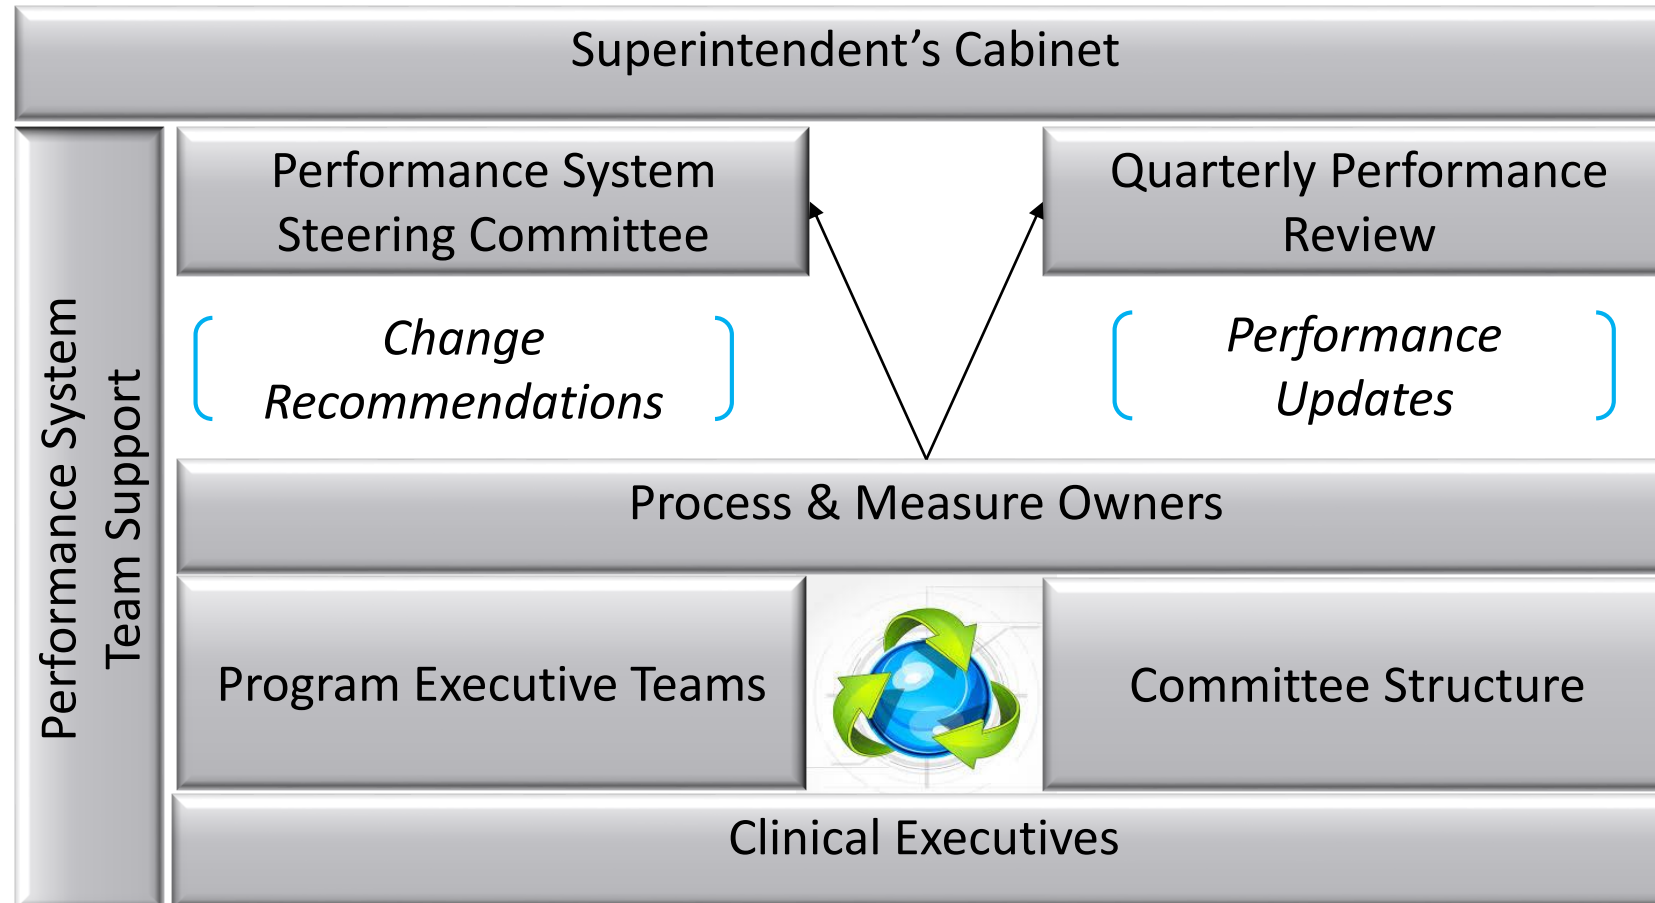 Superintendent’s Cabinet
Performance System
Team Support
Performance System
Steering Committee
Quarterly Performance
Review
Change
Recommendations
Performance
Updates
Process & Measure Owners
Program Executive Teams
Committee Structure
Clinical Executives